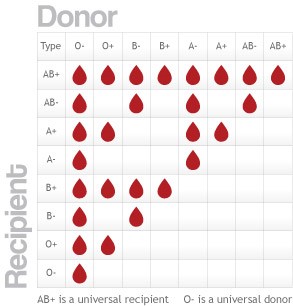 Donor
Type O- O+ B- B+ A- A+ AB- AB+
AB+
AB-
A+
A-
B+
B-
O+
O-
Recipient
AB+ is a universal recipient O- is a universal donor